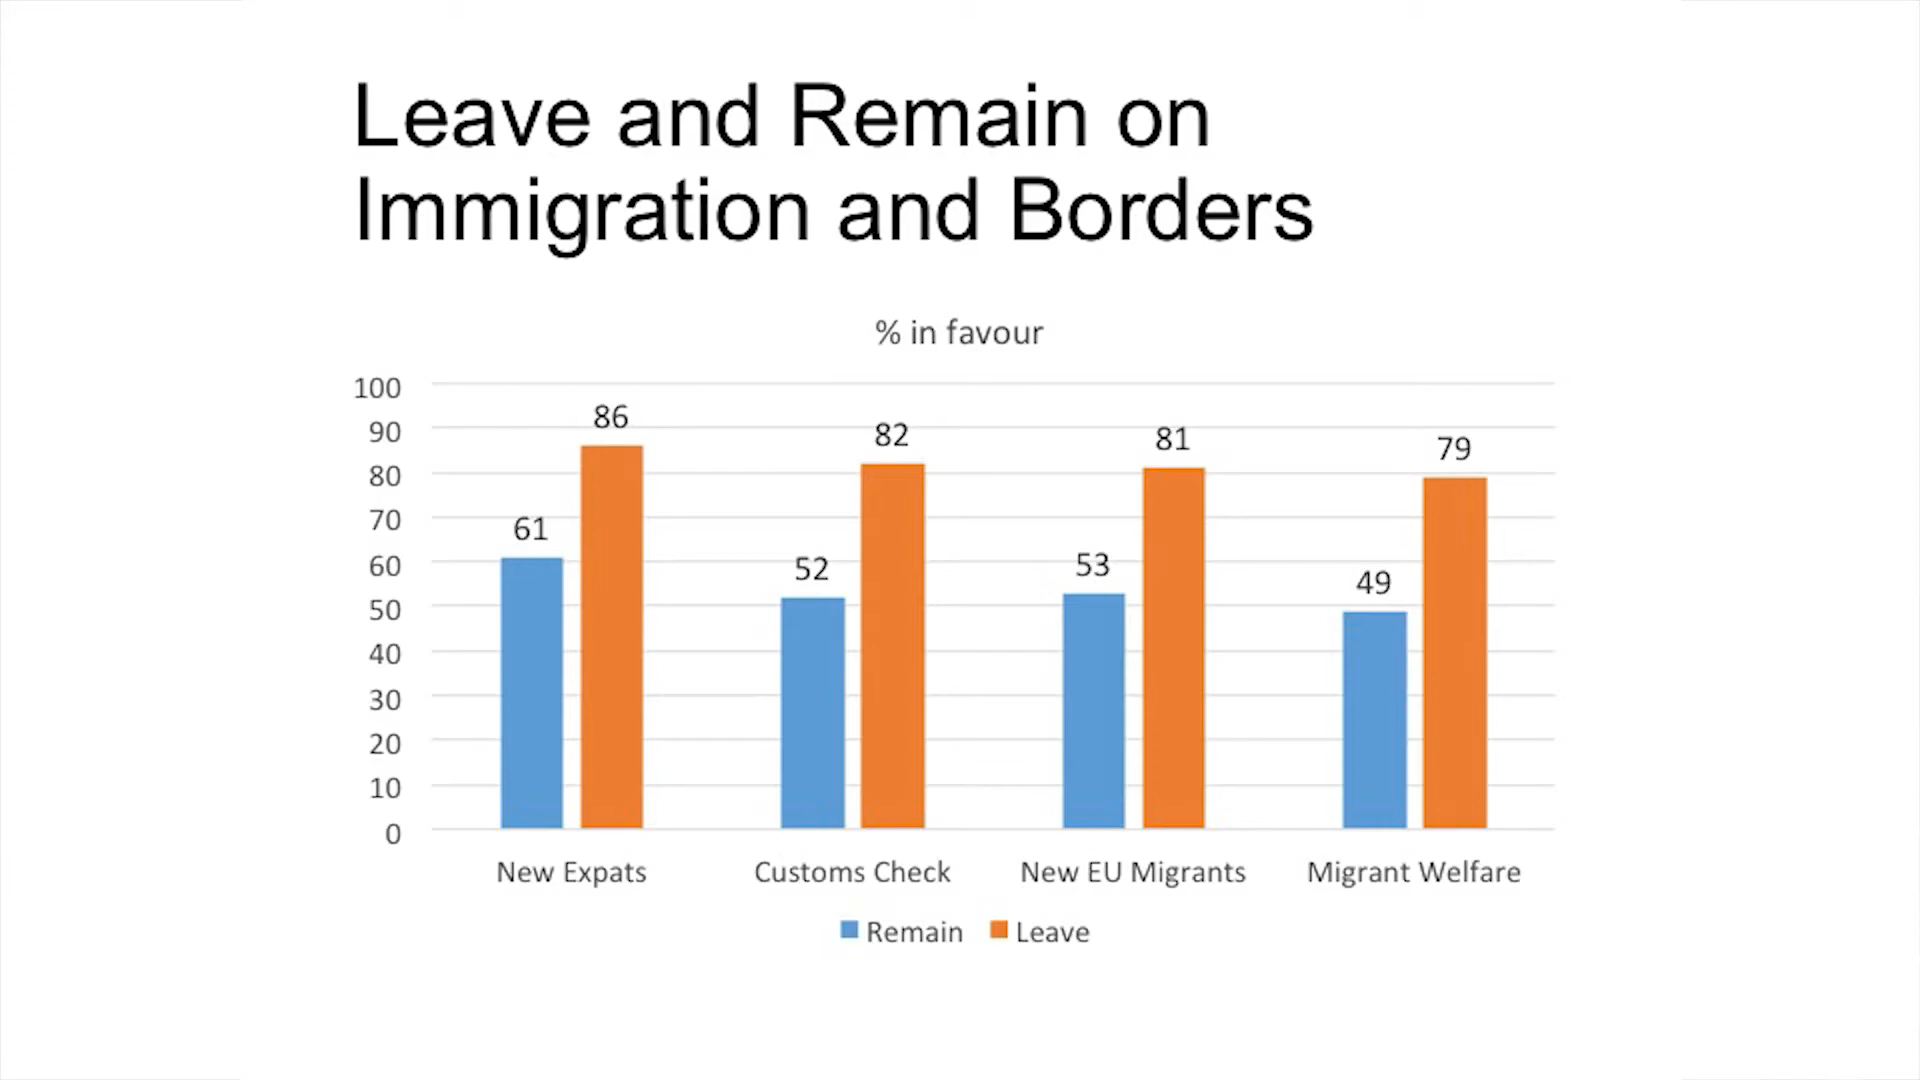 Leave and Remain on
Immigration and Borders
% in favour
100
90
80
70
60
50
40
30
20
10
0
61
86
52
82
53
81
49
79
New Expats
Customs Check
New EU Migrants
Migrant Welfare
Remain
Leave